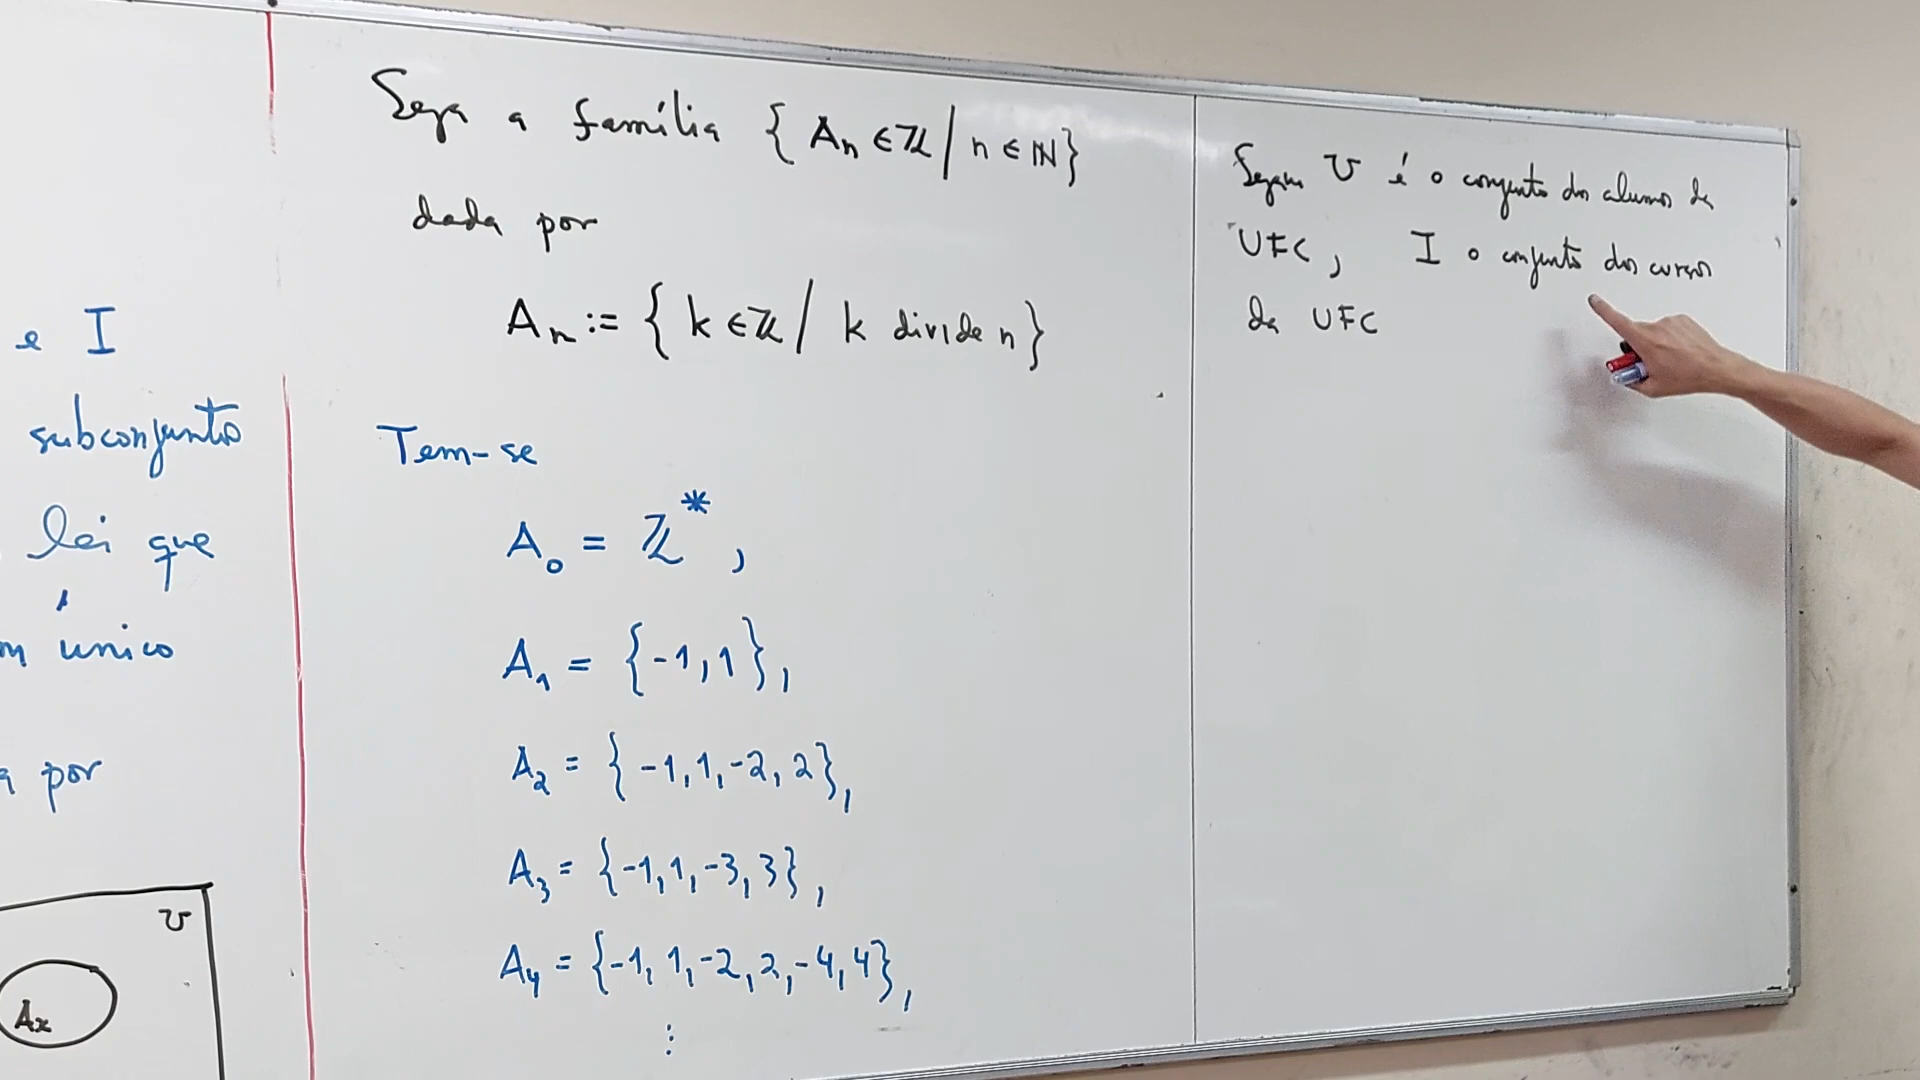 e I
subconjunto
lei que
m único
a por
U
Ax
Seja a família { An ∈ ℤ / n ∈ ℕ }
dada por
An := { k ∈ ℤ / k divide n }
Tem-se
A₀ = ℤ*,
A₁ = {-1, 1},
A₂ = {-1, 1, -2, 2},
A₃ = {-1, 1, -3, 3},
A₄ = {-1, 1, -2, 2, -4, 4},
⋮
Sejam U é o conjunto dos alunos da
UFC, I o conjunto dos cursos
da UFC